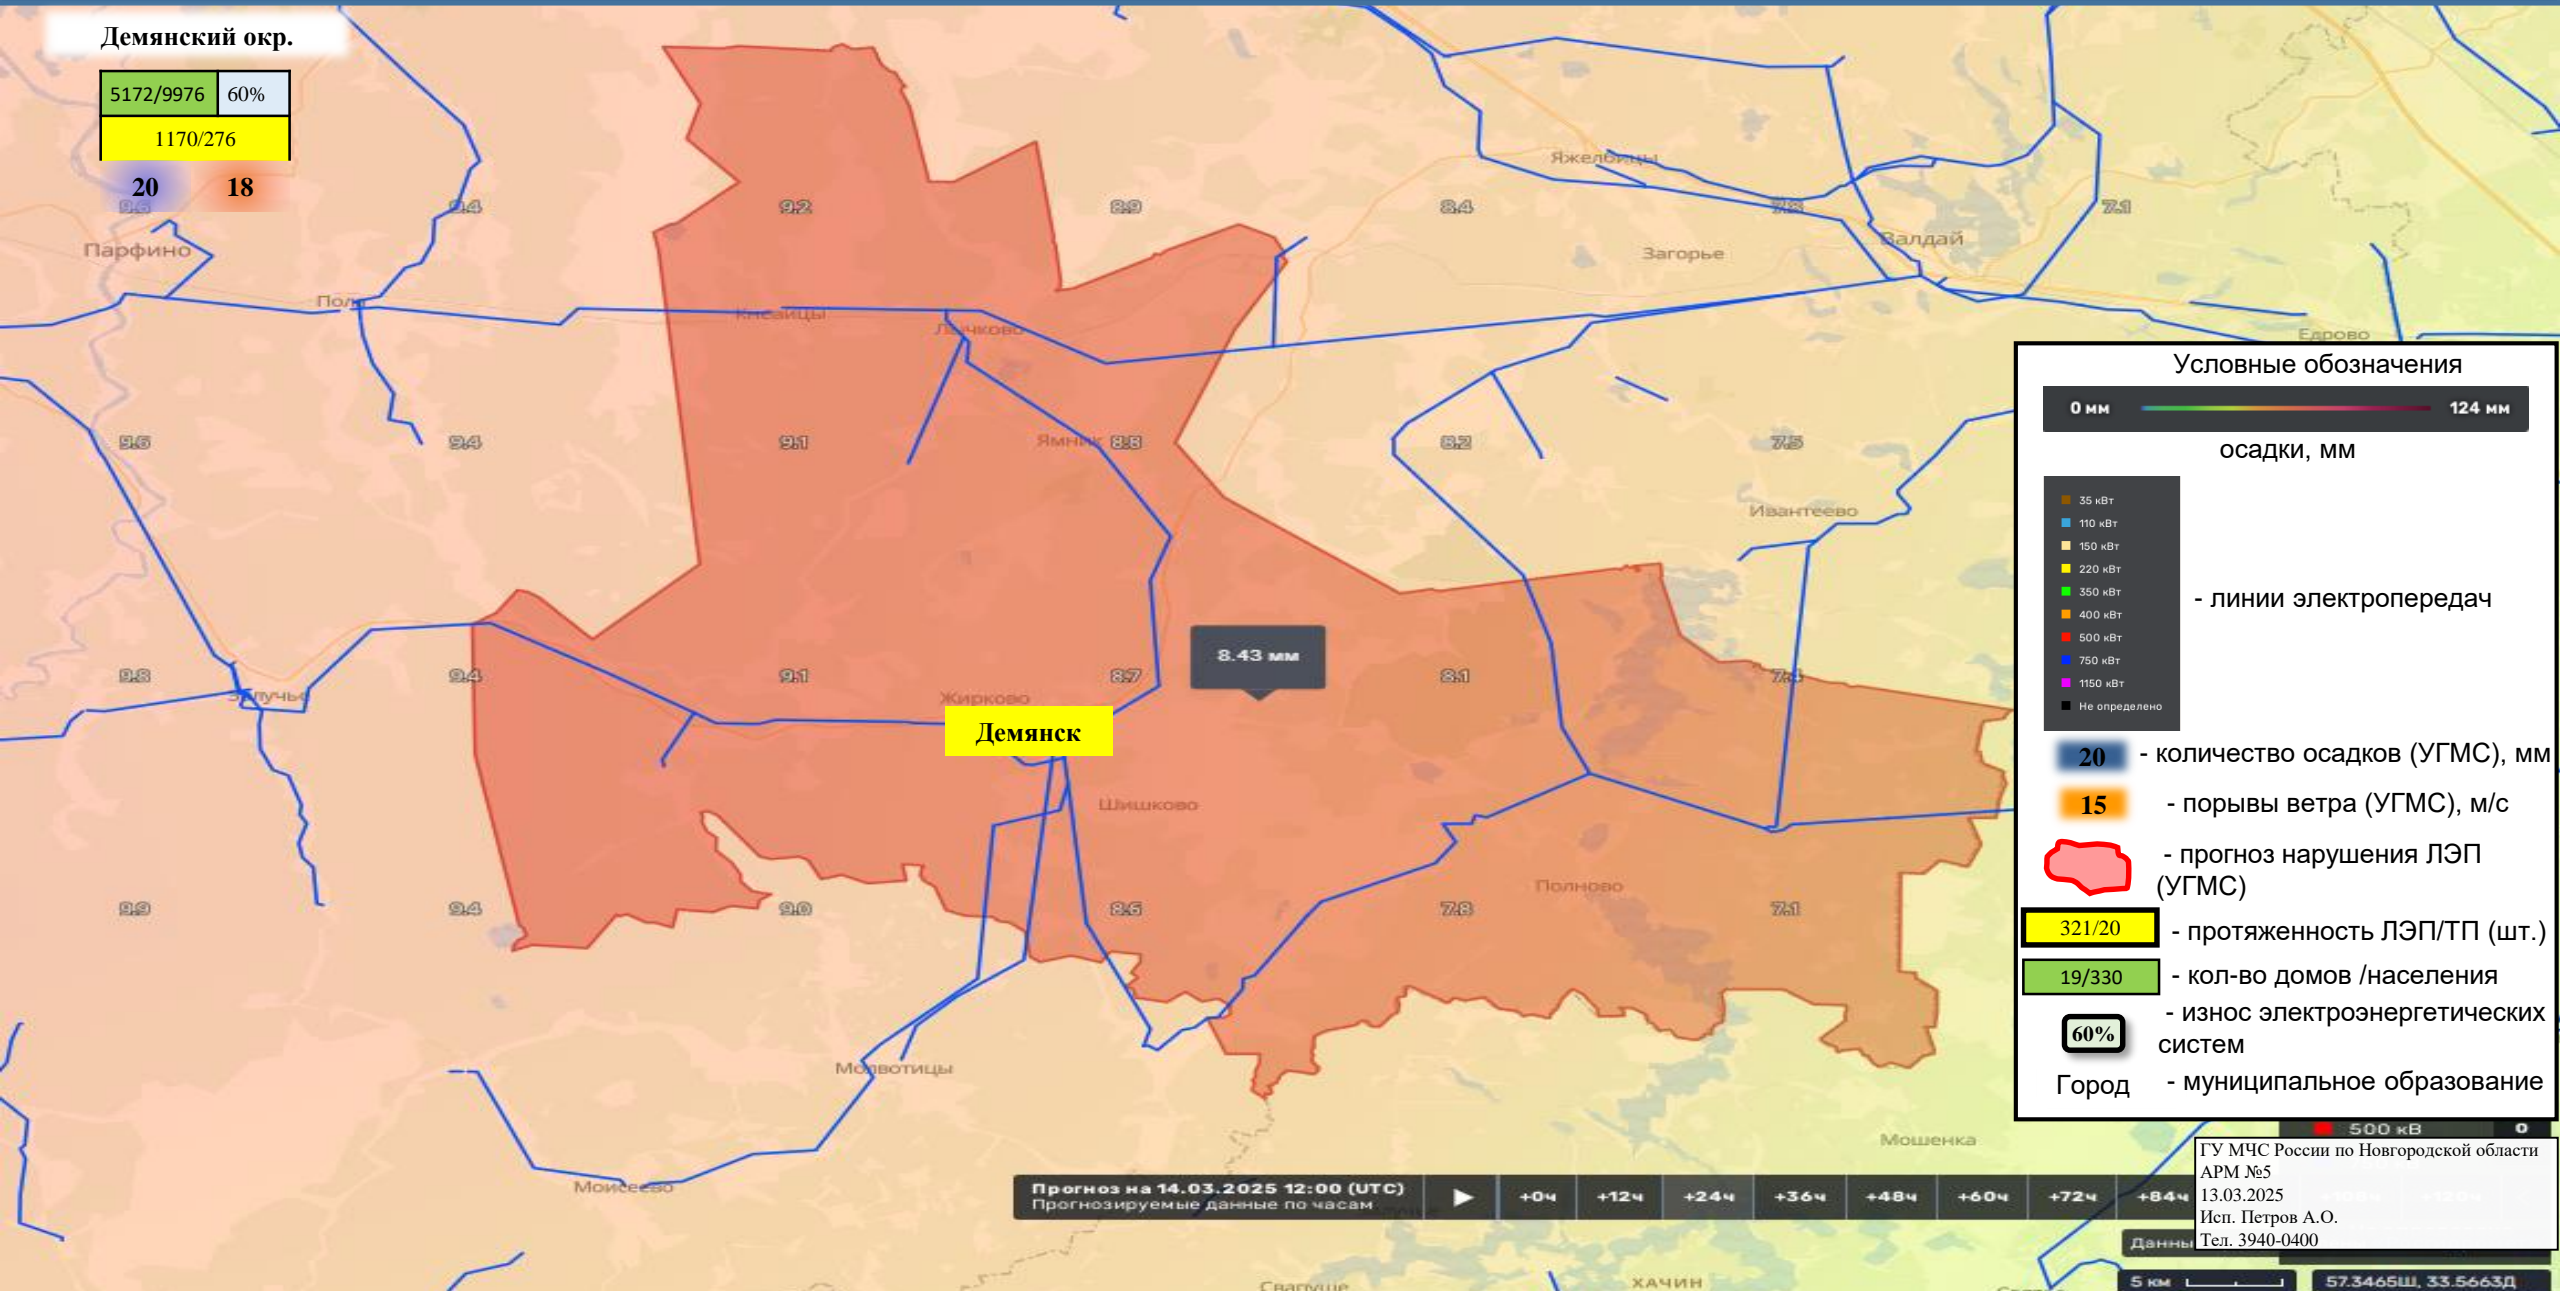 Демянский окр.
5172/9976 60%
1170/276
20 18
9.6 9.4 9.2 8.9 8.4 7.8 7.1
Яжелбицы
Парфино
Загорье
Валдай
Пола
Кневицы
Лычково
Едрово
9.4 9.1 8.8 8.2 7.5
Ямник
Ивантеево
9.8 9.4 9.1 8.7 8.1
8.43 мм
Залучье
Жирково
Демянск
Шишково
Полново
9.9 9.4 9.0 7.8 7.1
Молвотицы
Моисеево
Мошенка
Свапуще
ХАЧИН
Условные обозначения
0 мм 124 мм
осадки, мм
35 кВт
110 кВт
150 кВт
220 кВт
350 кВт
400 кВт
500 кВт
750 кВт
1150 кВт
Не определено
- линии электропередач
20 - количество осадков (УГМС), мм
15 - порывы ветра (УГМС), м/с
- прогноз нарушения ЛЭП
(УГМС)
321/20 - протяженность ЛЭП/ТП (шт.)
19/330 - кол-во домов /населения
- износ электроэнергетических
60%
систем
Город - муниципальное образование
500 кВ 0
Прогноз на 14.03.2025 12:00 (UTC)
Прогнозируемые данные по часам
+0ч +12ч +24ч +36ч +48ч +60ч +72ч +84ч
ГУ МЧС России по Новгородской области
АРМ №5
13.03.2025
Исп. Петров А.О.
Тел. 3940-0400
Данны
5 км
57.3465Ш, 33.5663Д